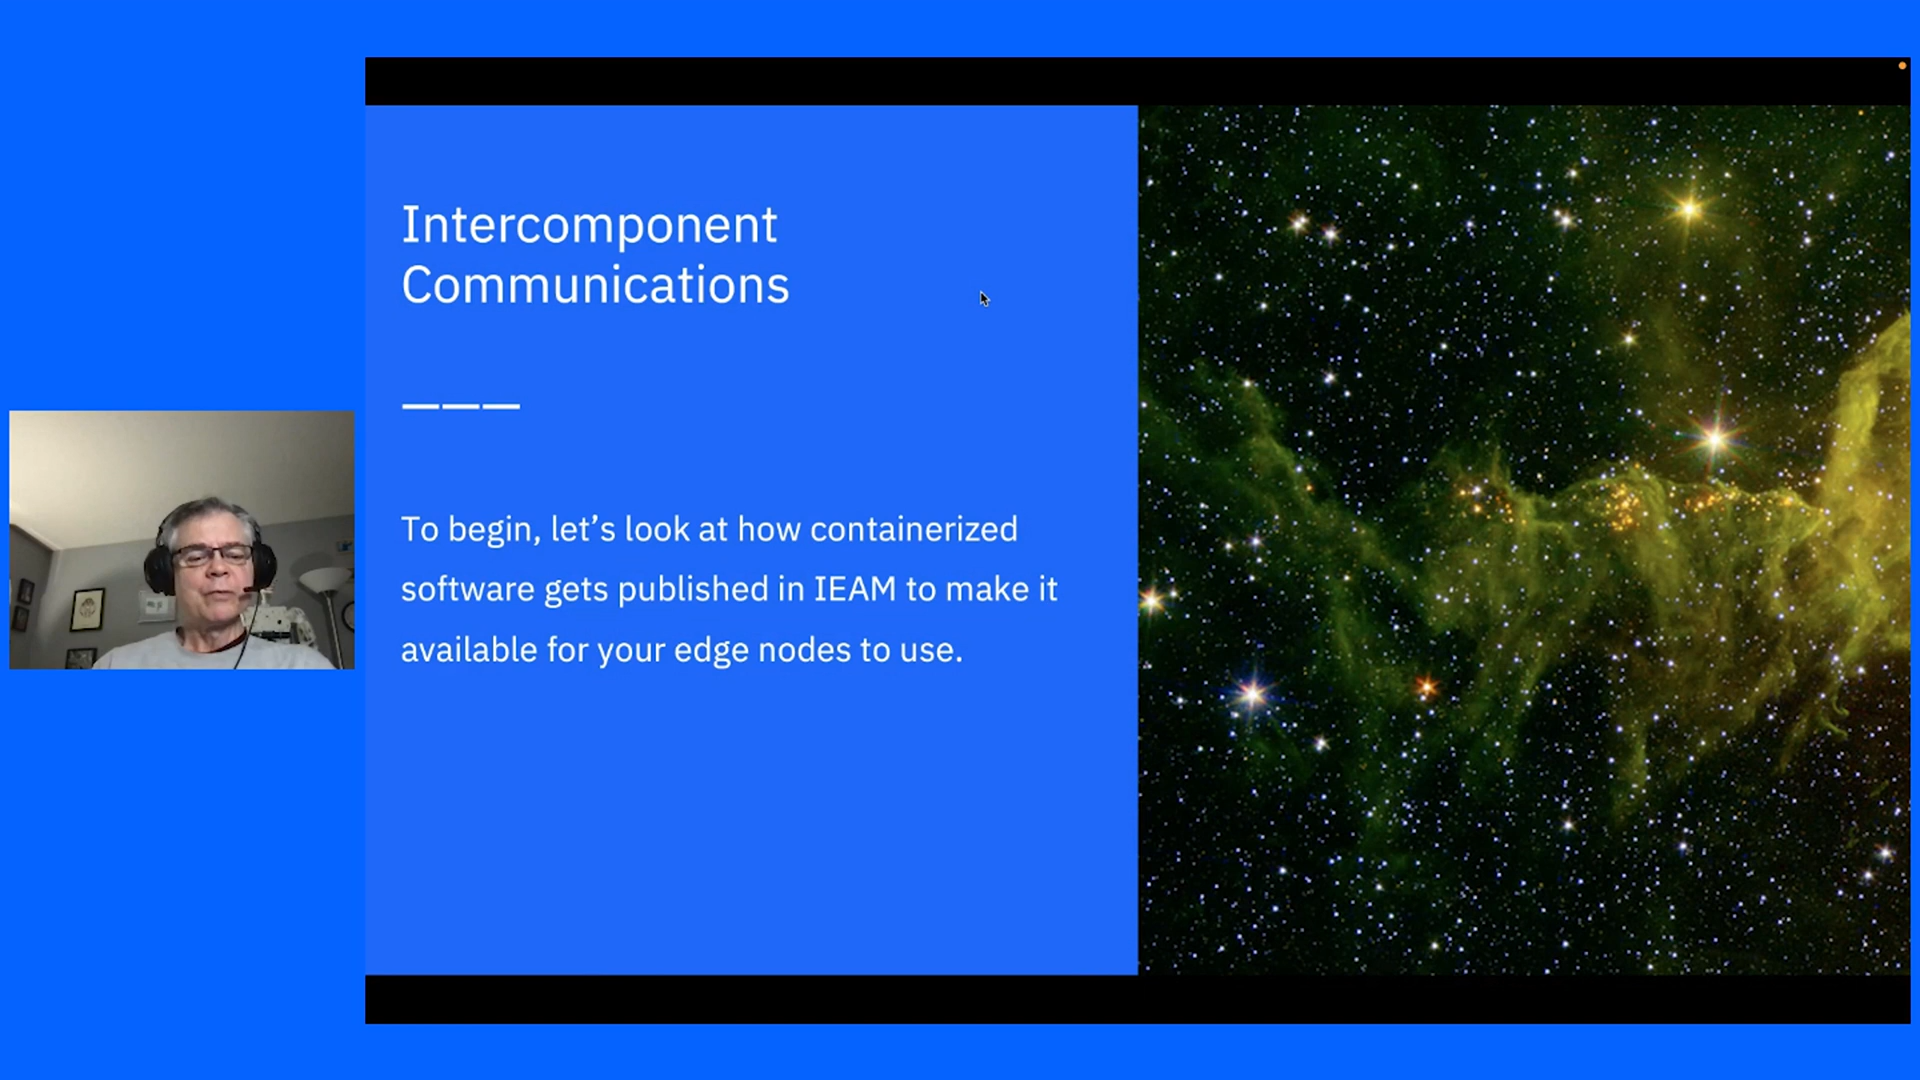 Intercomponent
Communications
———
To begin, let’s look at how containerized
software gets published in IEAM to make it
available for your edge nodes to use.